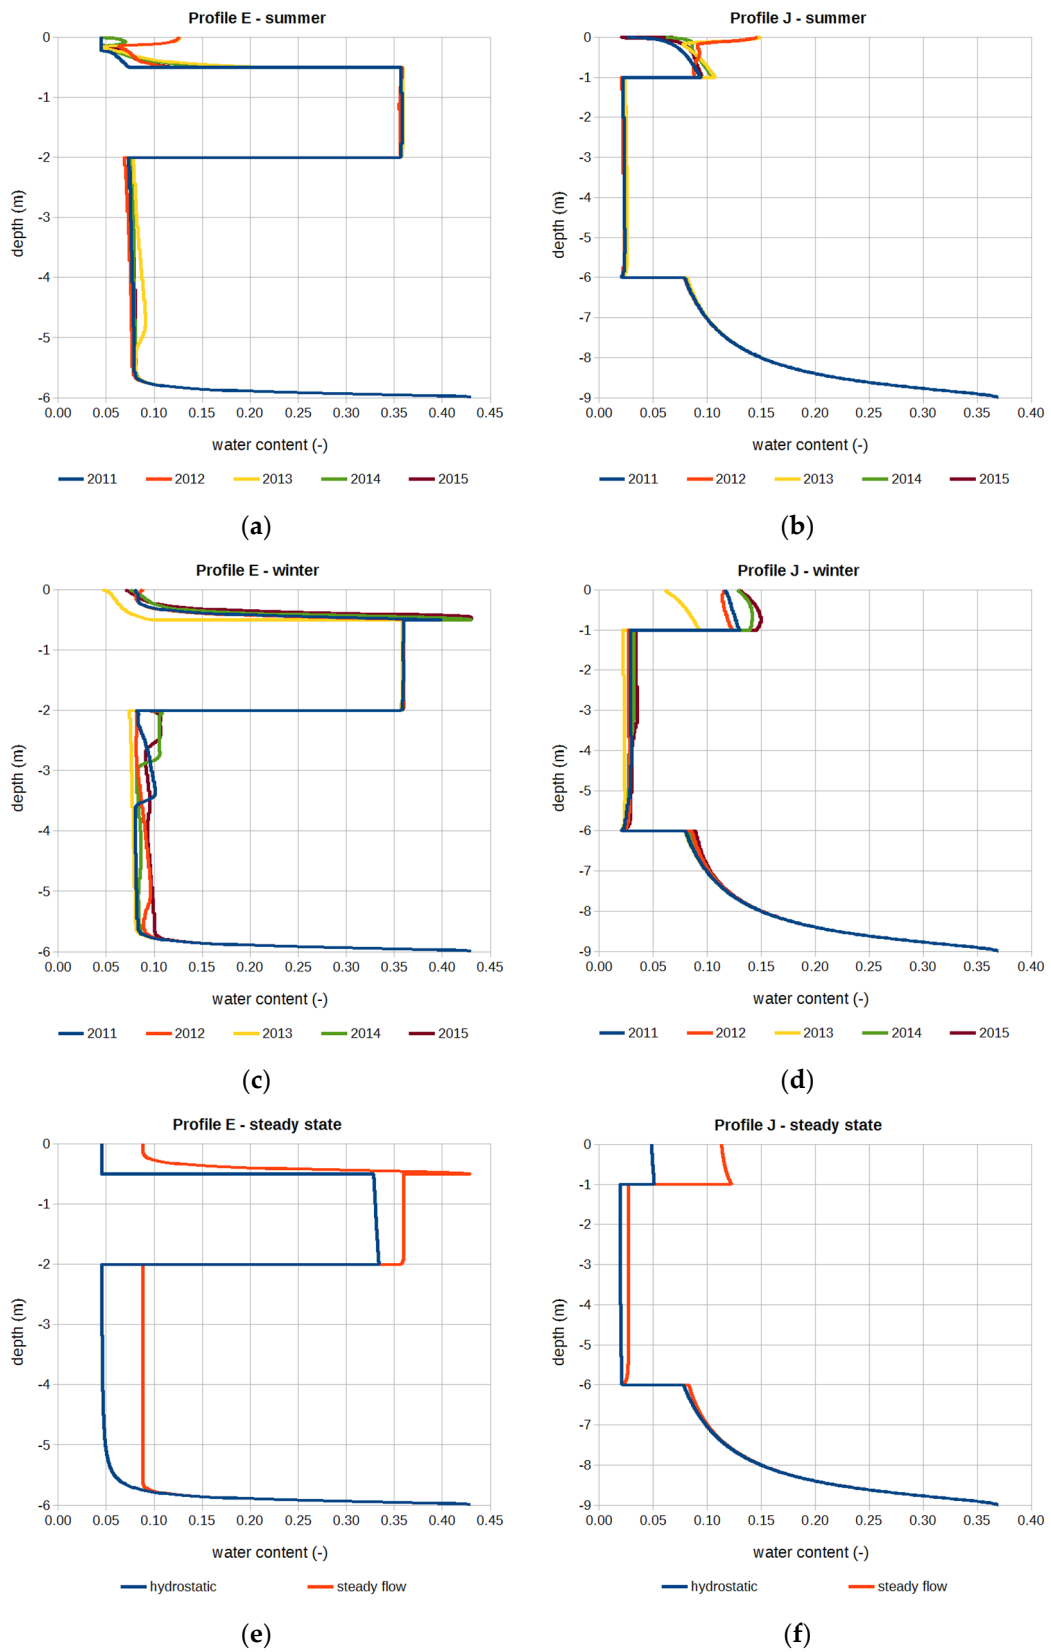 Profile E - summer
0
-1
-2
-3
-4
-5
-6
depth (m)
0.00 0.05 0.10 0.15 0.20 0.25 0.30 0.35 0.40 0.45
water content (-)
2011 2012 2013 2014 2015
(a)
Profile J - summer
0
-1
-2
-3
-4
-5
-6
-7
-8
-9
depth (m)
0.00 0.05 0.10 0.15 0.20 0.25 0.30 0.35 0.40
water content (-)
2011 2012 2013 2014 2015
(b)
Profile E - winter
0
-1
-2
-3
-4
-5
-6
depth (m)
0.00 0.05 0.10 0.15 0.20 0.25 0.30 0.35 0.40 0.45
water content (-)
2011 2012 2013 2014 2015
(c)
Profile J - winter
0
-1
-2
-3
-4
-5
-6
-7
-8
-9
depth (m)
0.00 0.05 0.10 0.15 0.20 0.25 0.30 0.35 0.40
water content (-)
2011 2012 2013 2014 2015
(d)
Profile E - steady state
0
-1
-2
-3
-4
-5
-6
depth (m)
0.00 0.05 0.10 0.15 0.20 0.25 0.30 0.35 0.40 0.45
water content (-)
hydrostatic steady flow
(e)
Profile J - steady state
0
-1
-2
-3
-4
-5
-6
-7
-8
-9
depth (m)
0.00 0.05 0.10 0.15 0.20 0.25 0.30 0.35 0.40
water content (-)
hydrostatic steady flow
(f)